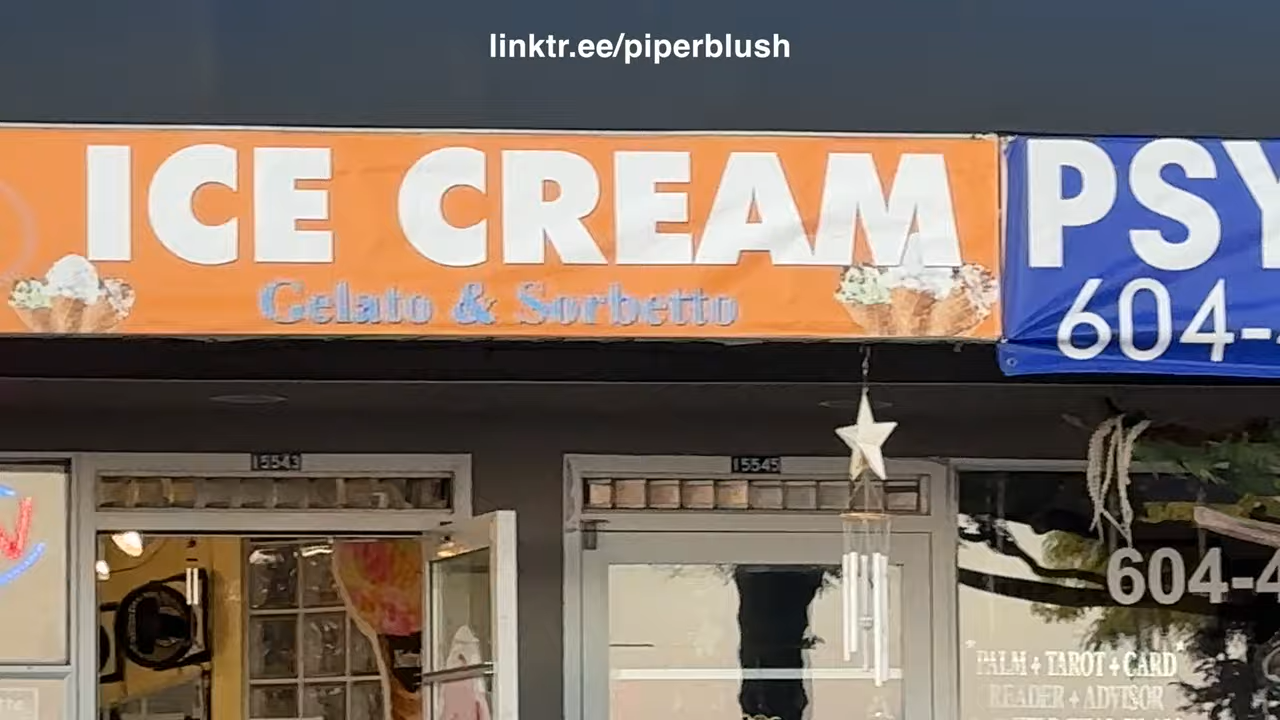 linktr.ee/piperblush
ICE CREAM
Gelato & Sorbetto
PSY
604-
15543
15545
604-4
PALM + TAROT + CARD
READER + ADVISOR